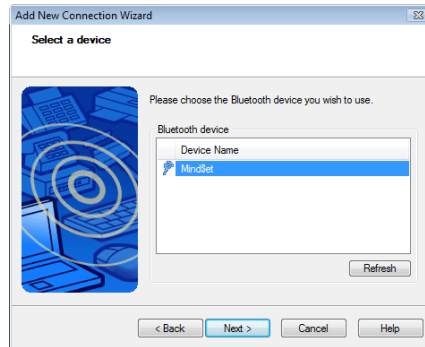 Add New Connection Wizard
Select a device
Please choose the Bluetooth device you wish to use.
Bluetooth device
Device Name
MindSet
Refresh
< Back
Next >
Cancel
Help